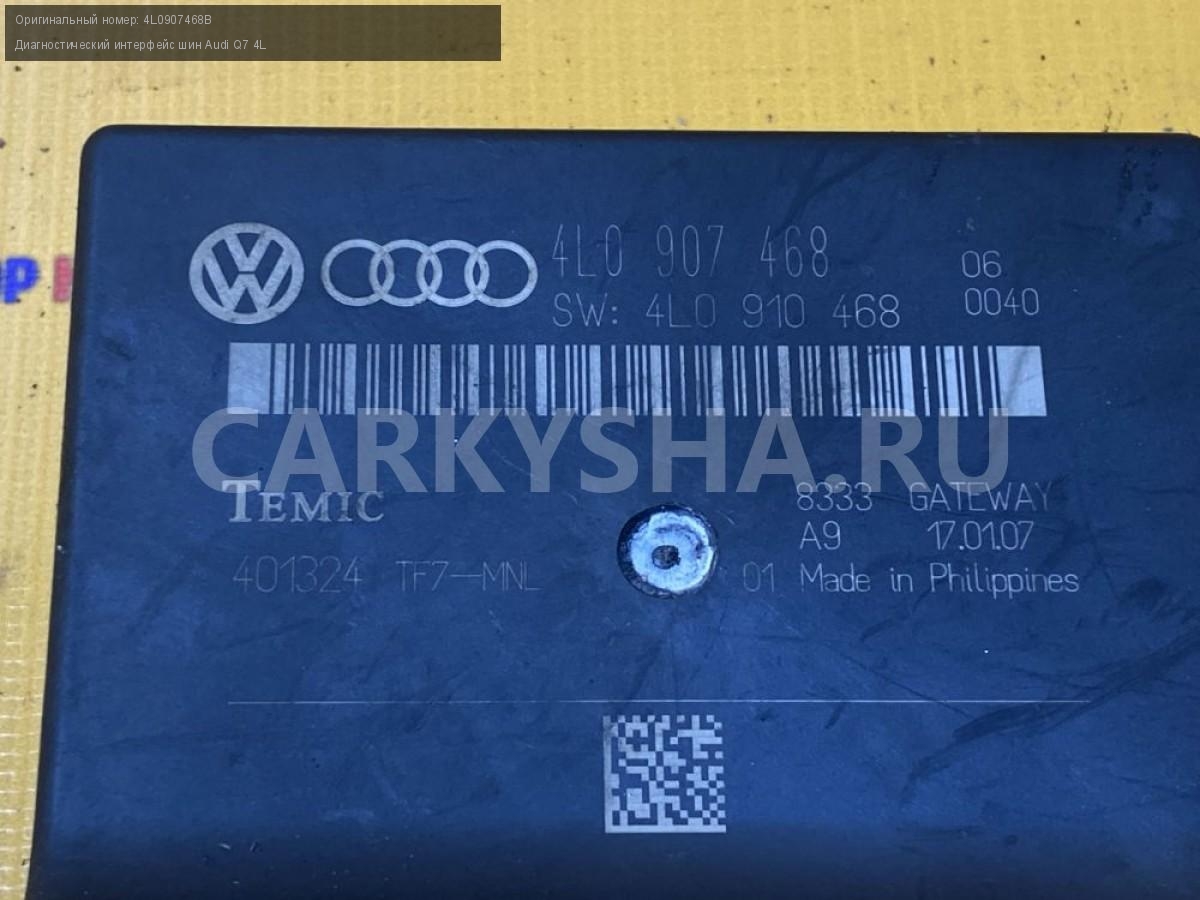 Оригинальный номер: 4L0907468B
Диагностический интерфейс шин Audi Q7 4L
4L0 907 468
06
SW: 4L0 910 468
0040
CARKYSHA.RU
TEMIC
8333 GATEWAY
A9 17.01.07
401324 TF7-MNL 01 Made in Philippines